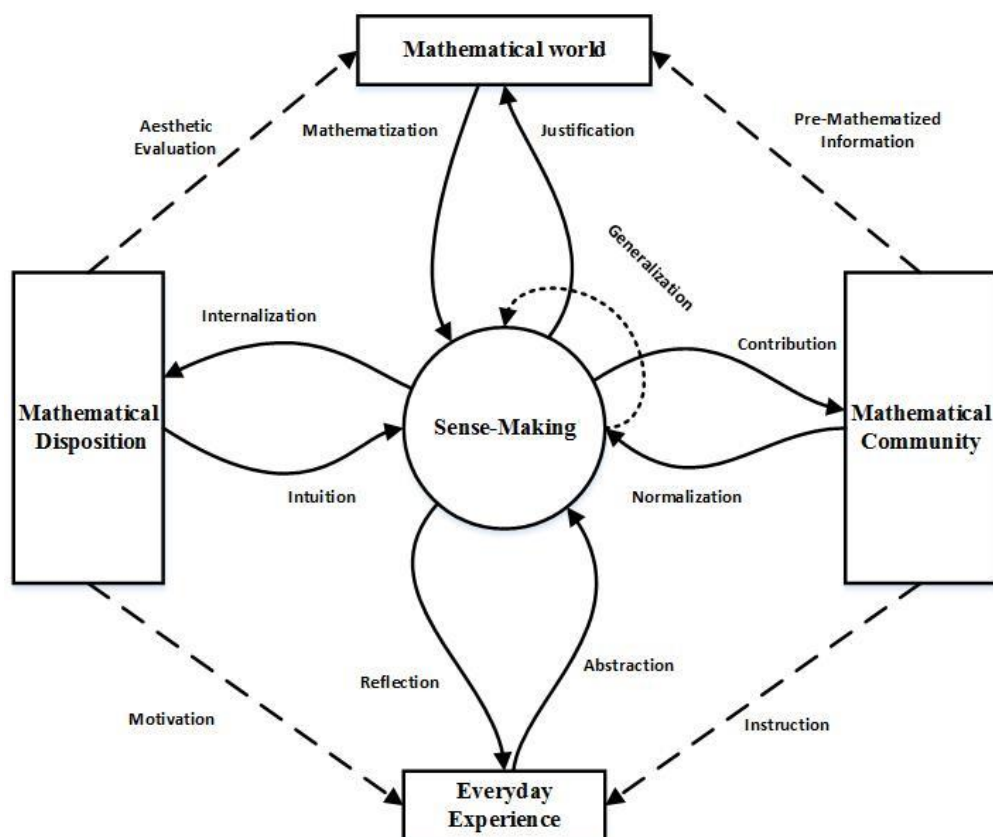 Mathematical world
Aesthetic
Evaluation
Mathematization
Justification
Pre-Mathematized
Information
Generalization
Internalization
Contribution
Mathematical
Disposition
Sense-Making
Mathematical
Community
Intuition
Normalization
Reflection
Abstraction
Motivation
Instruction
Everyday
Experience